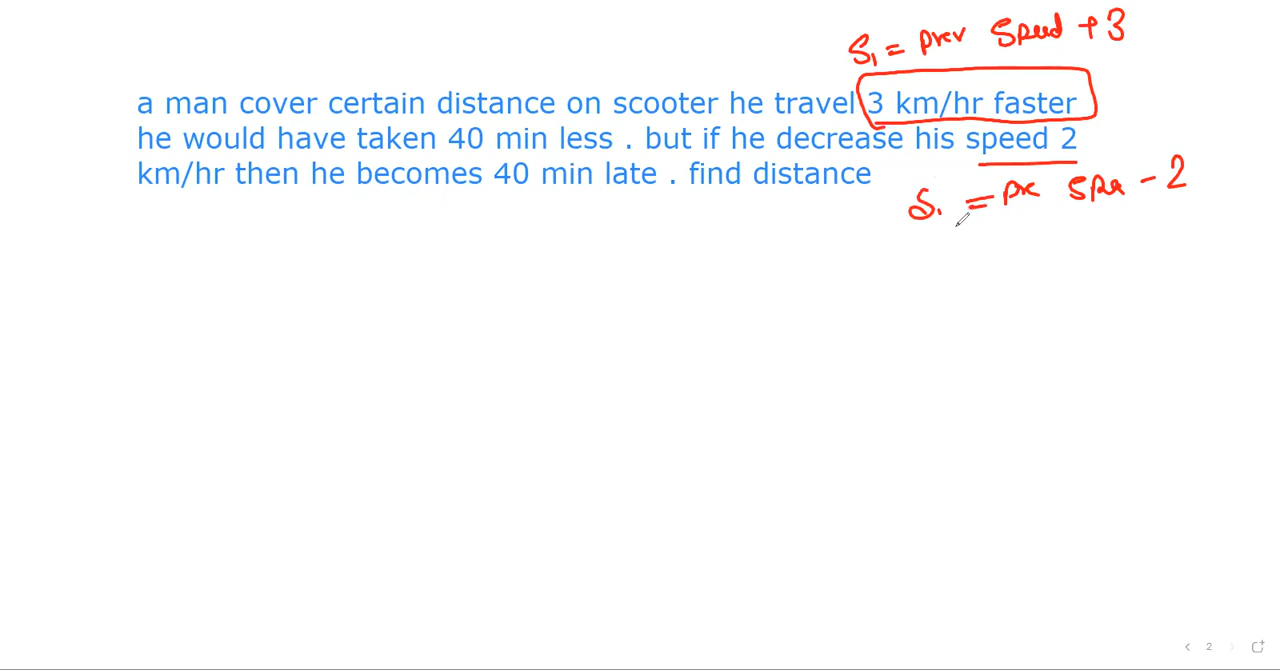 S₁ = prev speed + 3
a man cover certain distance on scooter he travel 3 km/hr faster
he would have taken 40 min less . but if he decrease his speed 2
km/hr then he becomes 40 min late . find distance
S₁ = pre spe - 2
2